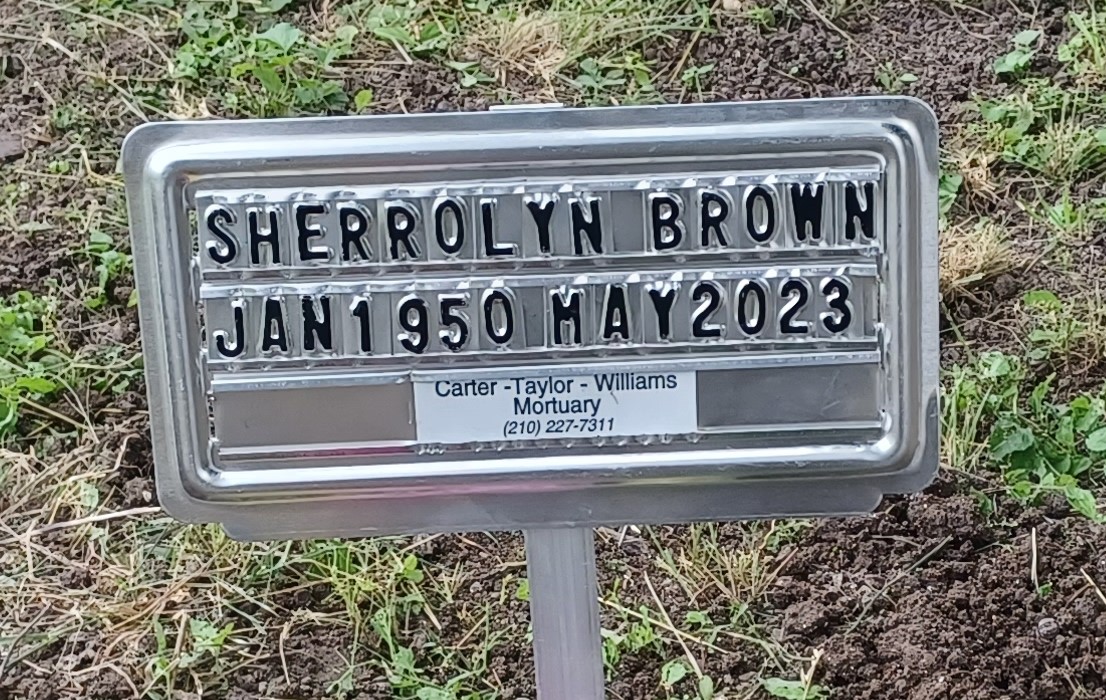 SHERROLYN BROWN
JAN1950 MAY2023
Carter -Taylor - Williams
Mortuary
(210) 227-7311